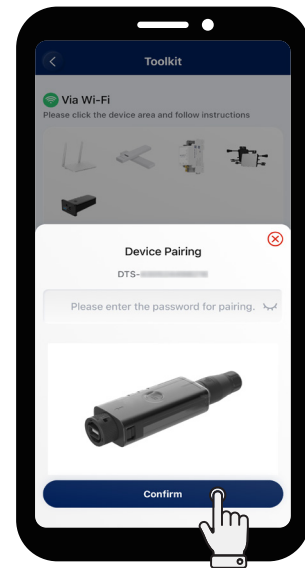 Toolkit
Via Wi-Fi
Please click the device area and follow instructions
Device Pairing
DTS-
Please enter the password for pairing.
Confirm